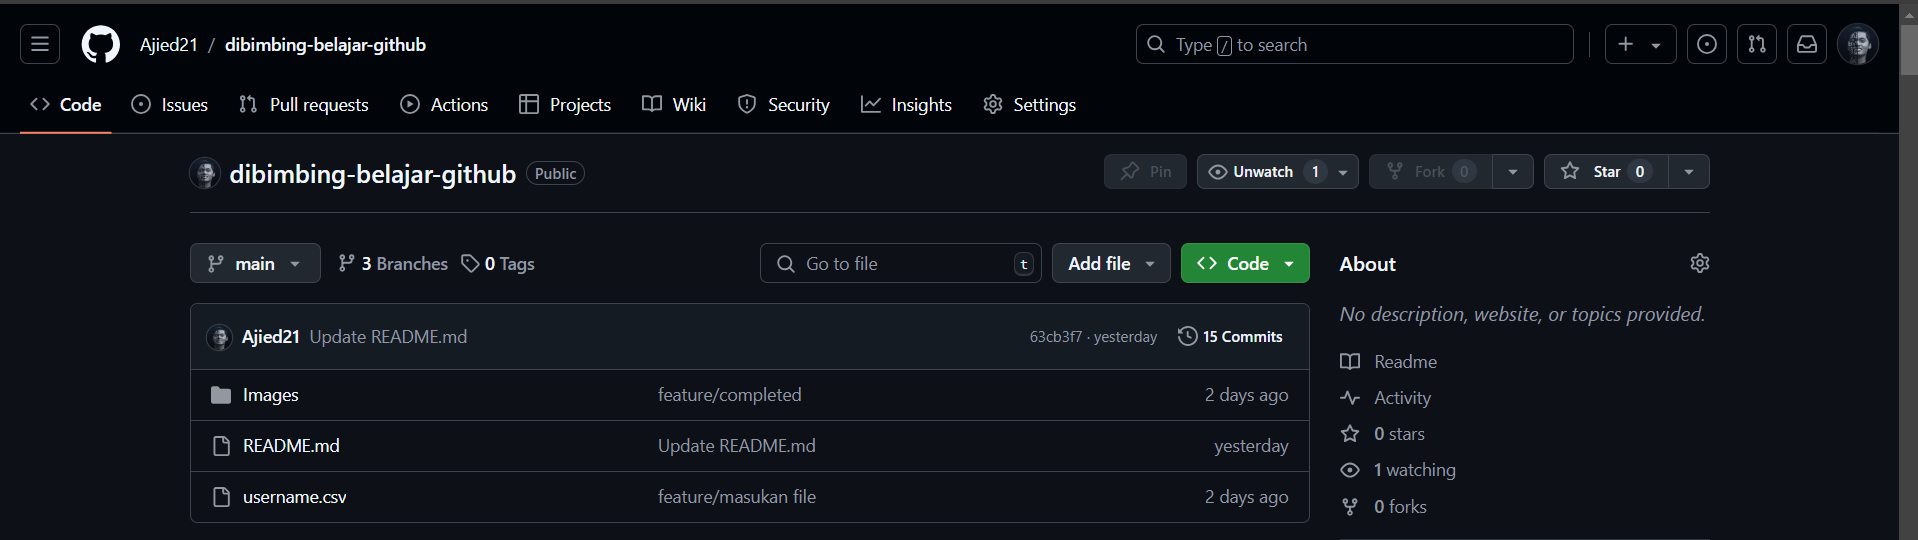 Ajied21 / dibimbing-belajar-github
Type / to search
Code Issues Pull requests Actions Projects Wiki Security Insights Settings
dibimbing-belajar-github Public
Pin Unwatch 1 Fork 0 Star 0
main 3 Branches 0 Tags
Go to file t Add file Code
Ajied21 Update README.md 63cb3f7 · yesterday 15 Commits
Images feature/completed 2 days ago
README.md Update README.md yesterday
username.csv feature/masukan file 2 days ago
About
No description, website, or topics provided.
Readme
Activity
0 stars
1 watching
0 forks